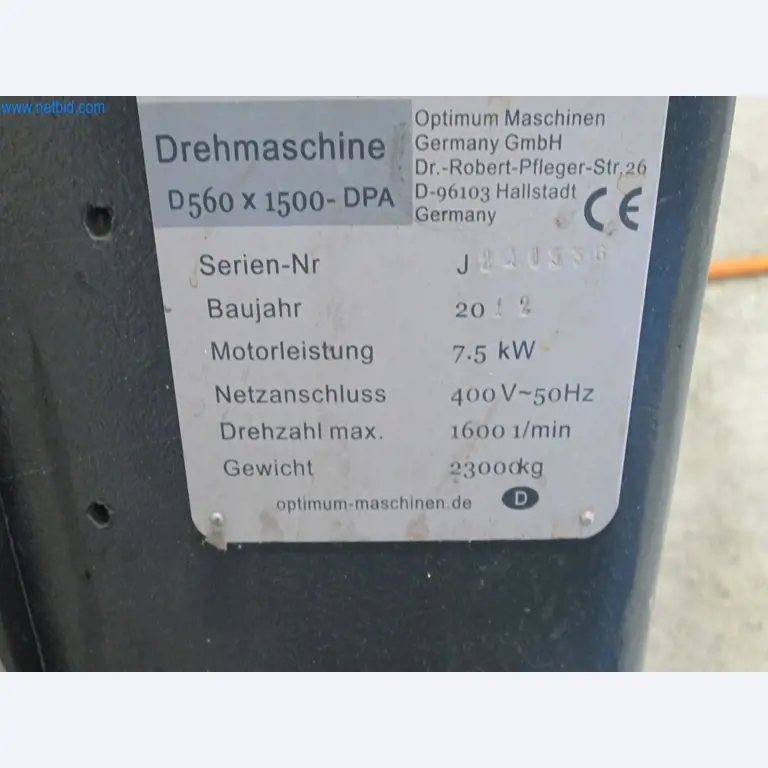 www.netbid.com
Drehmaschine
D560 x 1500- DPA
Optimum Maschinen
Germany GmbH
Dr.-Robert-Pfleger-Str,26
D-96103 Hallstadt
Germany
CE
Serien-Nr J
Baujahr 2012
Motorleistung 7.5 kW
Netzanschluss 400 V~50Hz
Drehzahl max. 1600 1/min
Gewicht
optimum-maschinen.de D